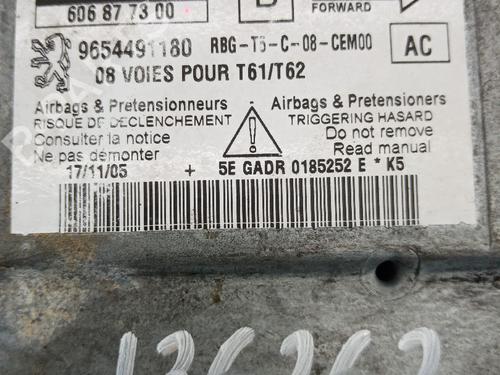 606 87 73 00
FORWARD
9654491180 RBG-T5-C-08-CEM00
AC
08 VOIES POUR T61/T62
Airbags & Pretensionneurs
RISQUE DE DECLENCHEMENT
Consulter la notice
Ne pas démonter
Airbags & Pretensioners
TRIGGERING HASARD
Do not remove
Read manual
17/11/05 + 5E GADR 0185252 E * K5